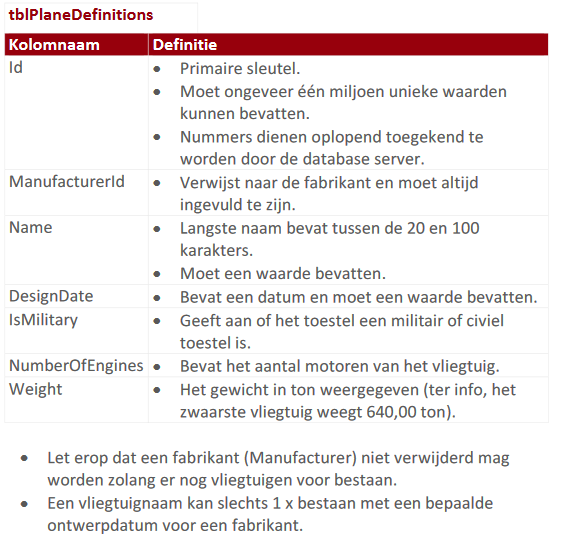 tblPlaneDefinitions
Kolomnaam Definitie
Id • Primaire sleutel.
• Moet ongeveer één miljoen unieke waarden
kunnen bevatten.
• Nummers dienen oplopend toegekend te
worden door de database server.
ManufacturerId • Verwijst naar de fabrikant en moet altijd
ingevuld te zijn.
Name • Langste naam bevat tussen de 20 en 100
karakters.
• Moet een waarde bevatten.
DesignDate • Bevat een datum en moet een waarde bevatten.
IsMilitary • Geeft aan of het toestel een militair of civiel
toestel is.
NumberOfEngines • Bevat het aantal motoren van het vliegtuig.
Weight • Het gewicht in ton weergegeven (ter info, het
zwaarste vliegtuig weegt 640,00 ton).
• Let erop dat een fabrikant (Manufacturer) niet verwijderd mag
worden zolang er nog vliegtuigen voor bestaan.
• Een vliegtuignaam kan slechts 1 x bestaan met een bepaalde
ontwerpdatum voor een fabrikant.